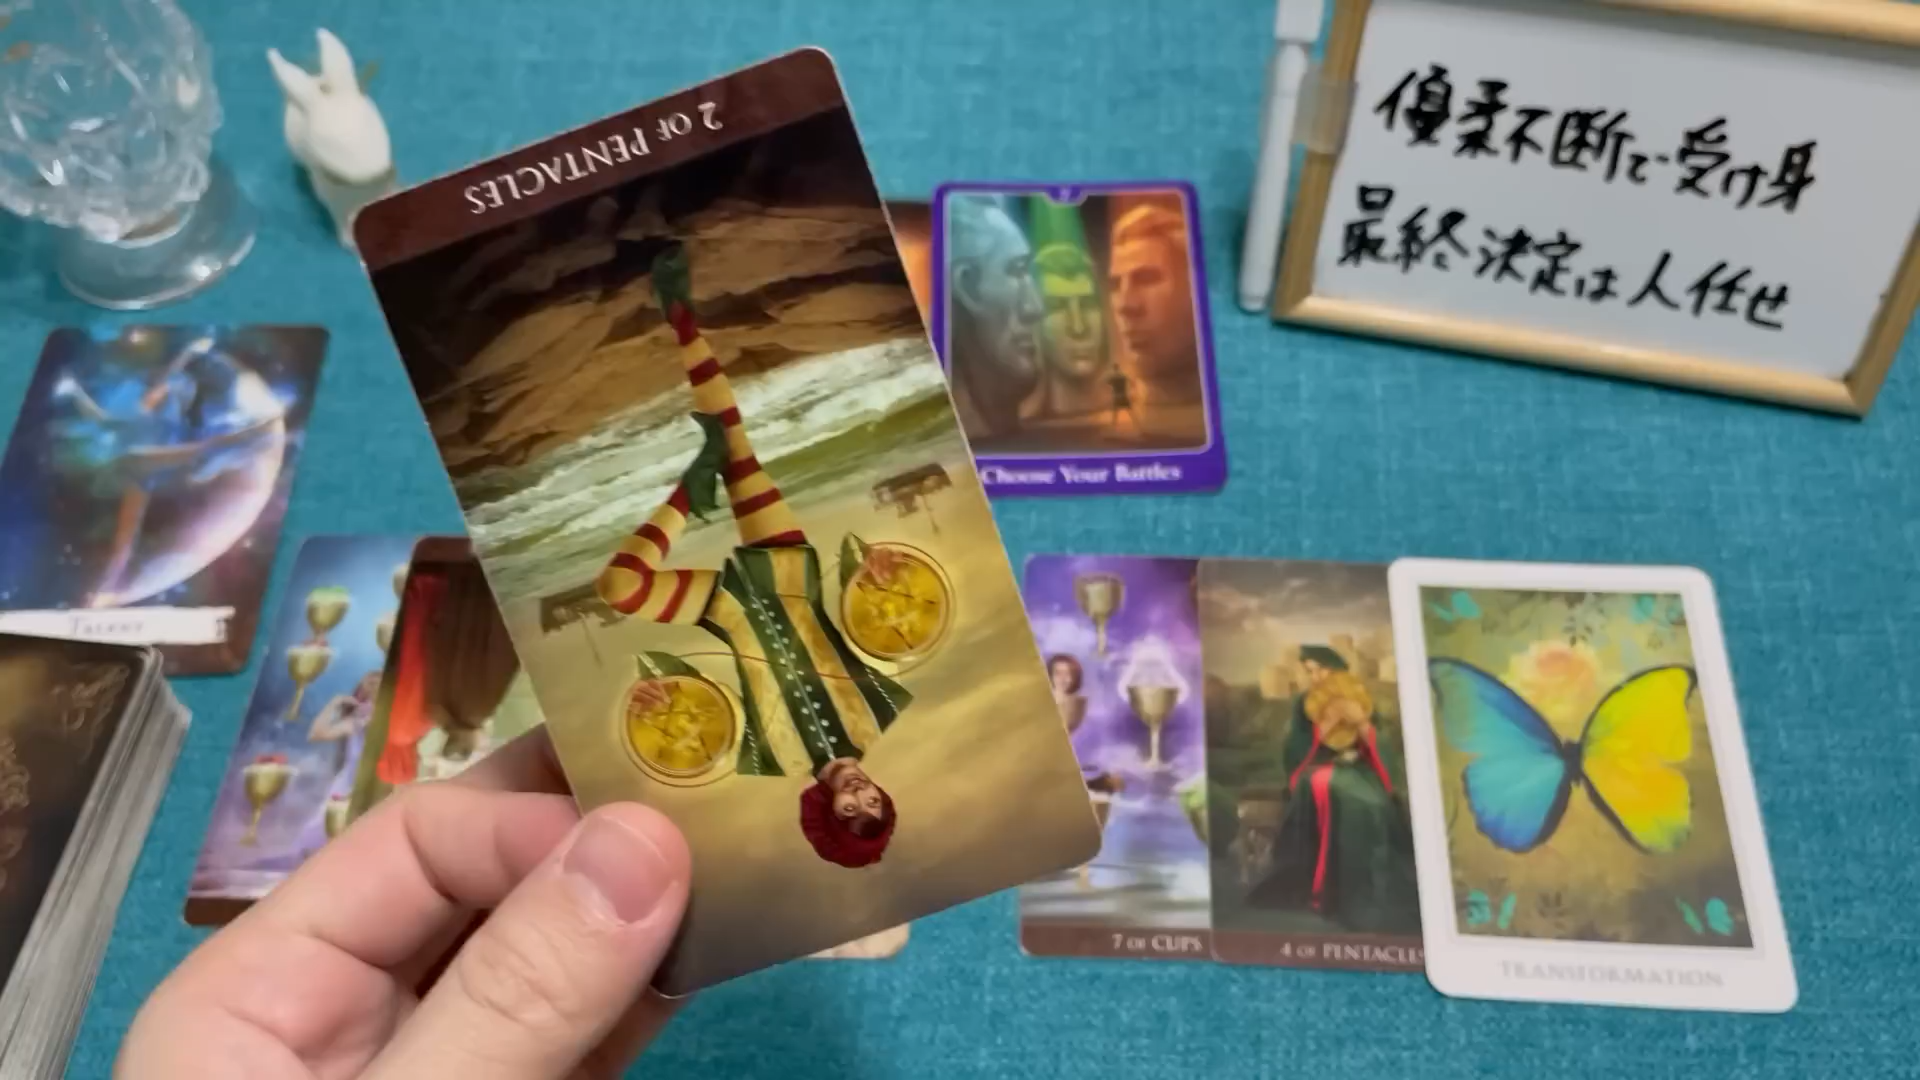 2 OF PENTACLES
優柔不断で受け身
最終決定は人任せ
Choose Your Battles
TALENT
7 OF CUPS
4 OF PENTACLES
TRANSFORMATION